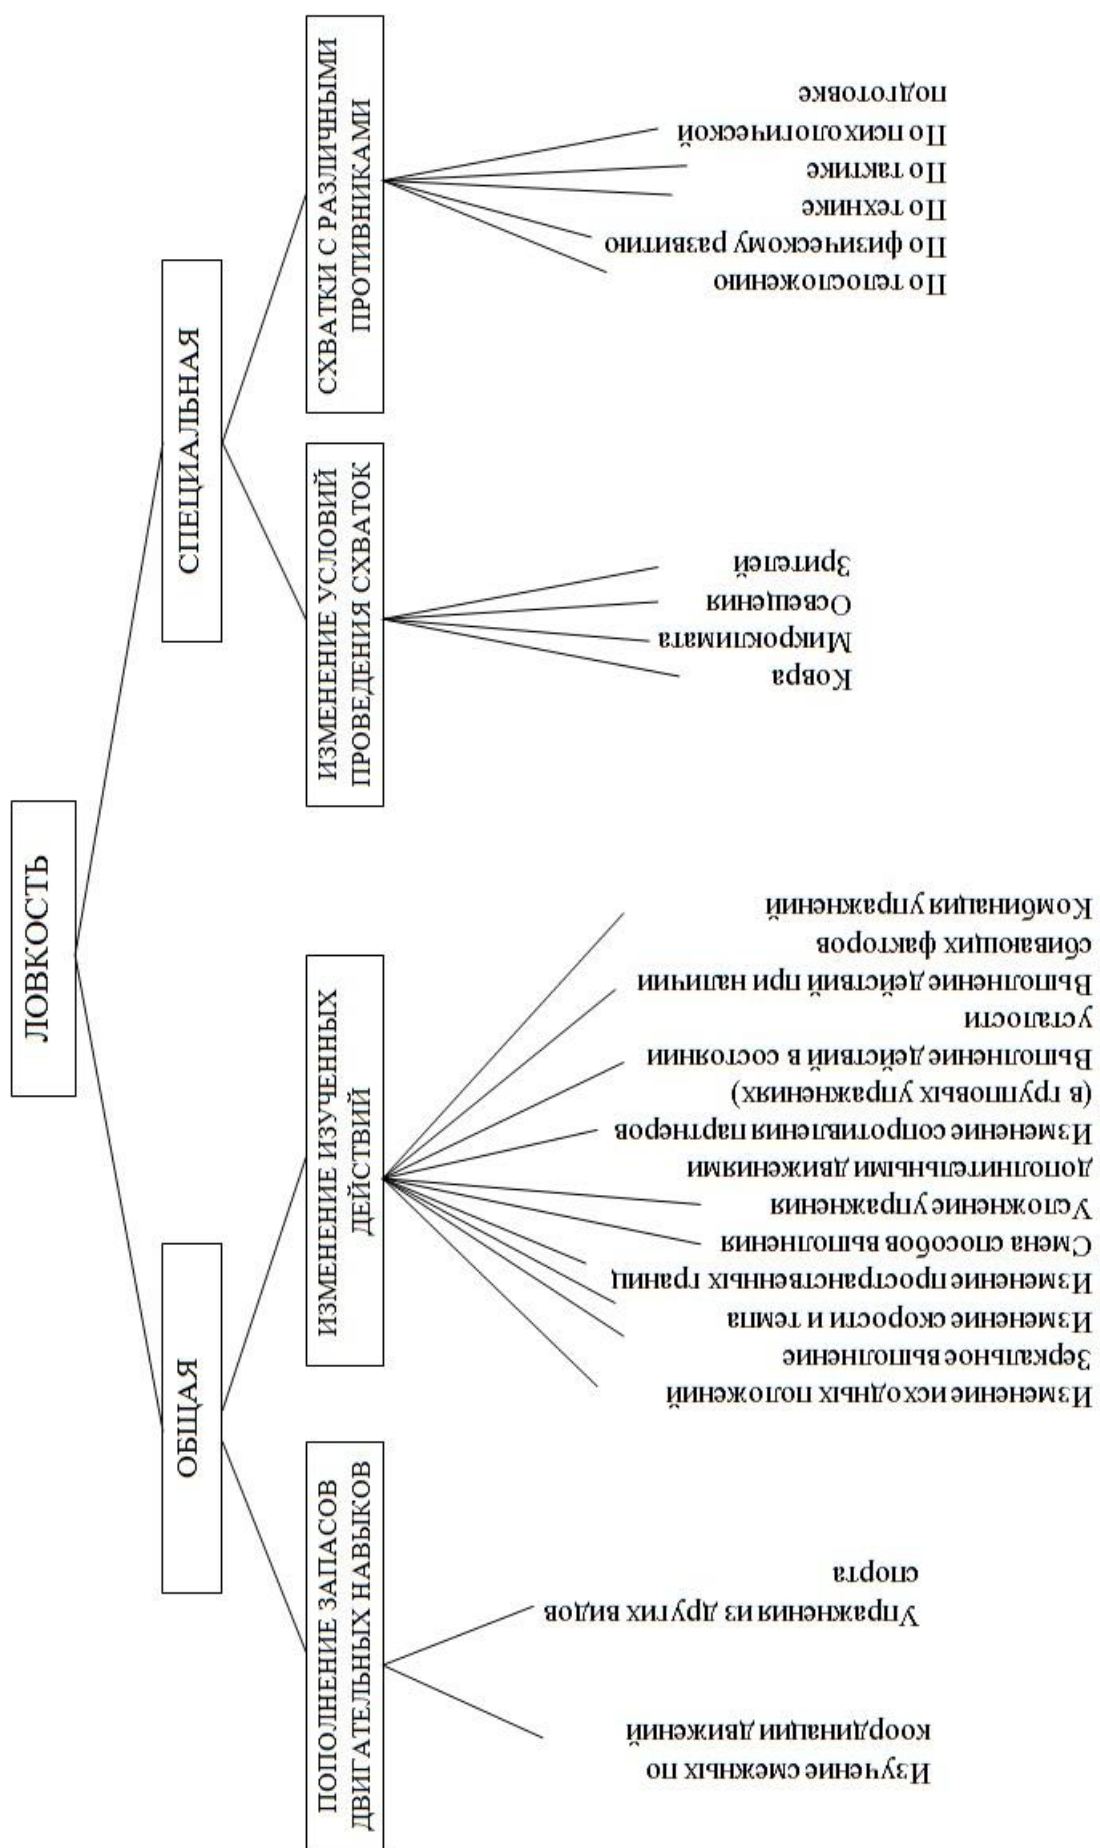 ЛОВКОСТЬ
ОБЩАЯ
СПЕЦИАЛЬНАЯ
ПОПОЛНЕНИЕ ЗАПАСОВ
ДВИГАТЕЛЬНЫХ НАВЫКОВ
ИЗМЕНЕНИЕ ИЗУЧЕННЫХ
ДЕЙСТВИЙ
ИЗМЕНЕНИЕ УСЛОВИЙ
ПРОВЕДЕНИЯ СХВАТОК
СХВАТКИ С РАЗЛИЧНЫМИ
ПРОТИВНИКАМИ
Изучение смежных по
координации движений
Упражнения из других видов
спорта
Изменение исходных положений
Зеркальное выполнение
Изменение скорости и темпа
Изменение пространственных границ
Смена способов выполнения
Усложнение упражнения
дополнительными движениями
Изменение сопротивления партнеров
(в групповых упражнениях)
Выполнение действий в состоянии
усталости
Выполнение действий при наличии
сбивающих факторов
Комбинация упражнений
Ковра
Микроклимата
Освещения
Зрителей
По телосложению
По физическому развитию
По технике
По тактике
По психологической
подготовке